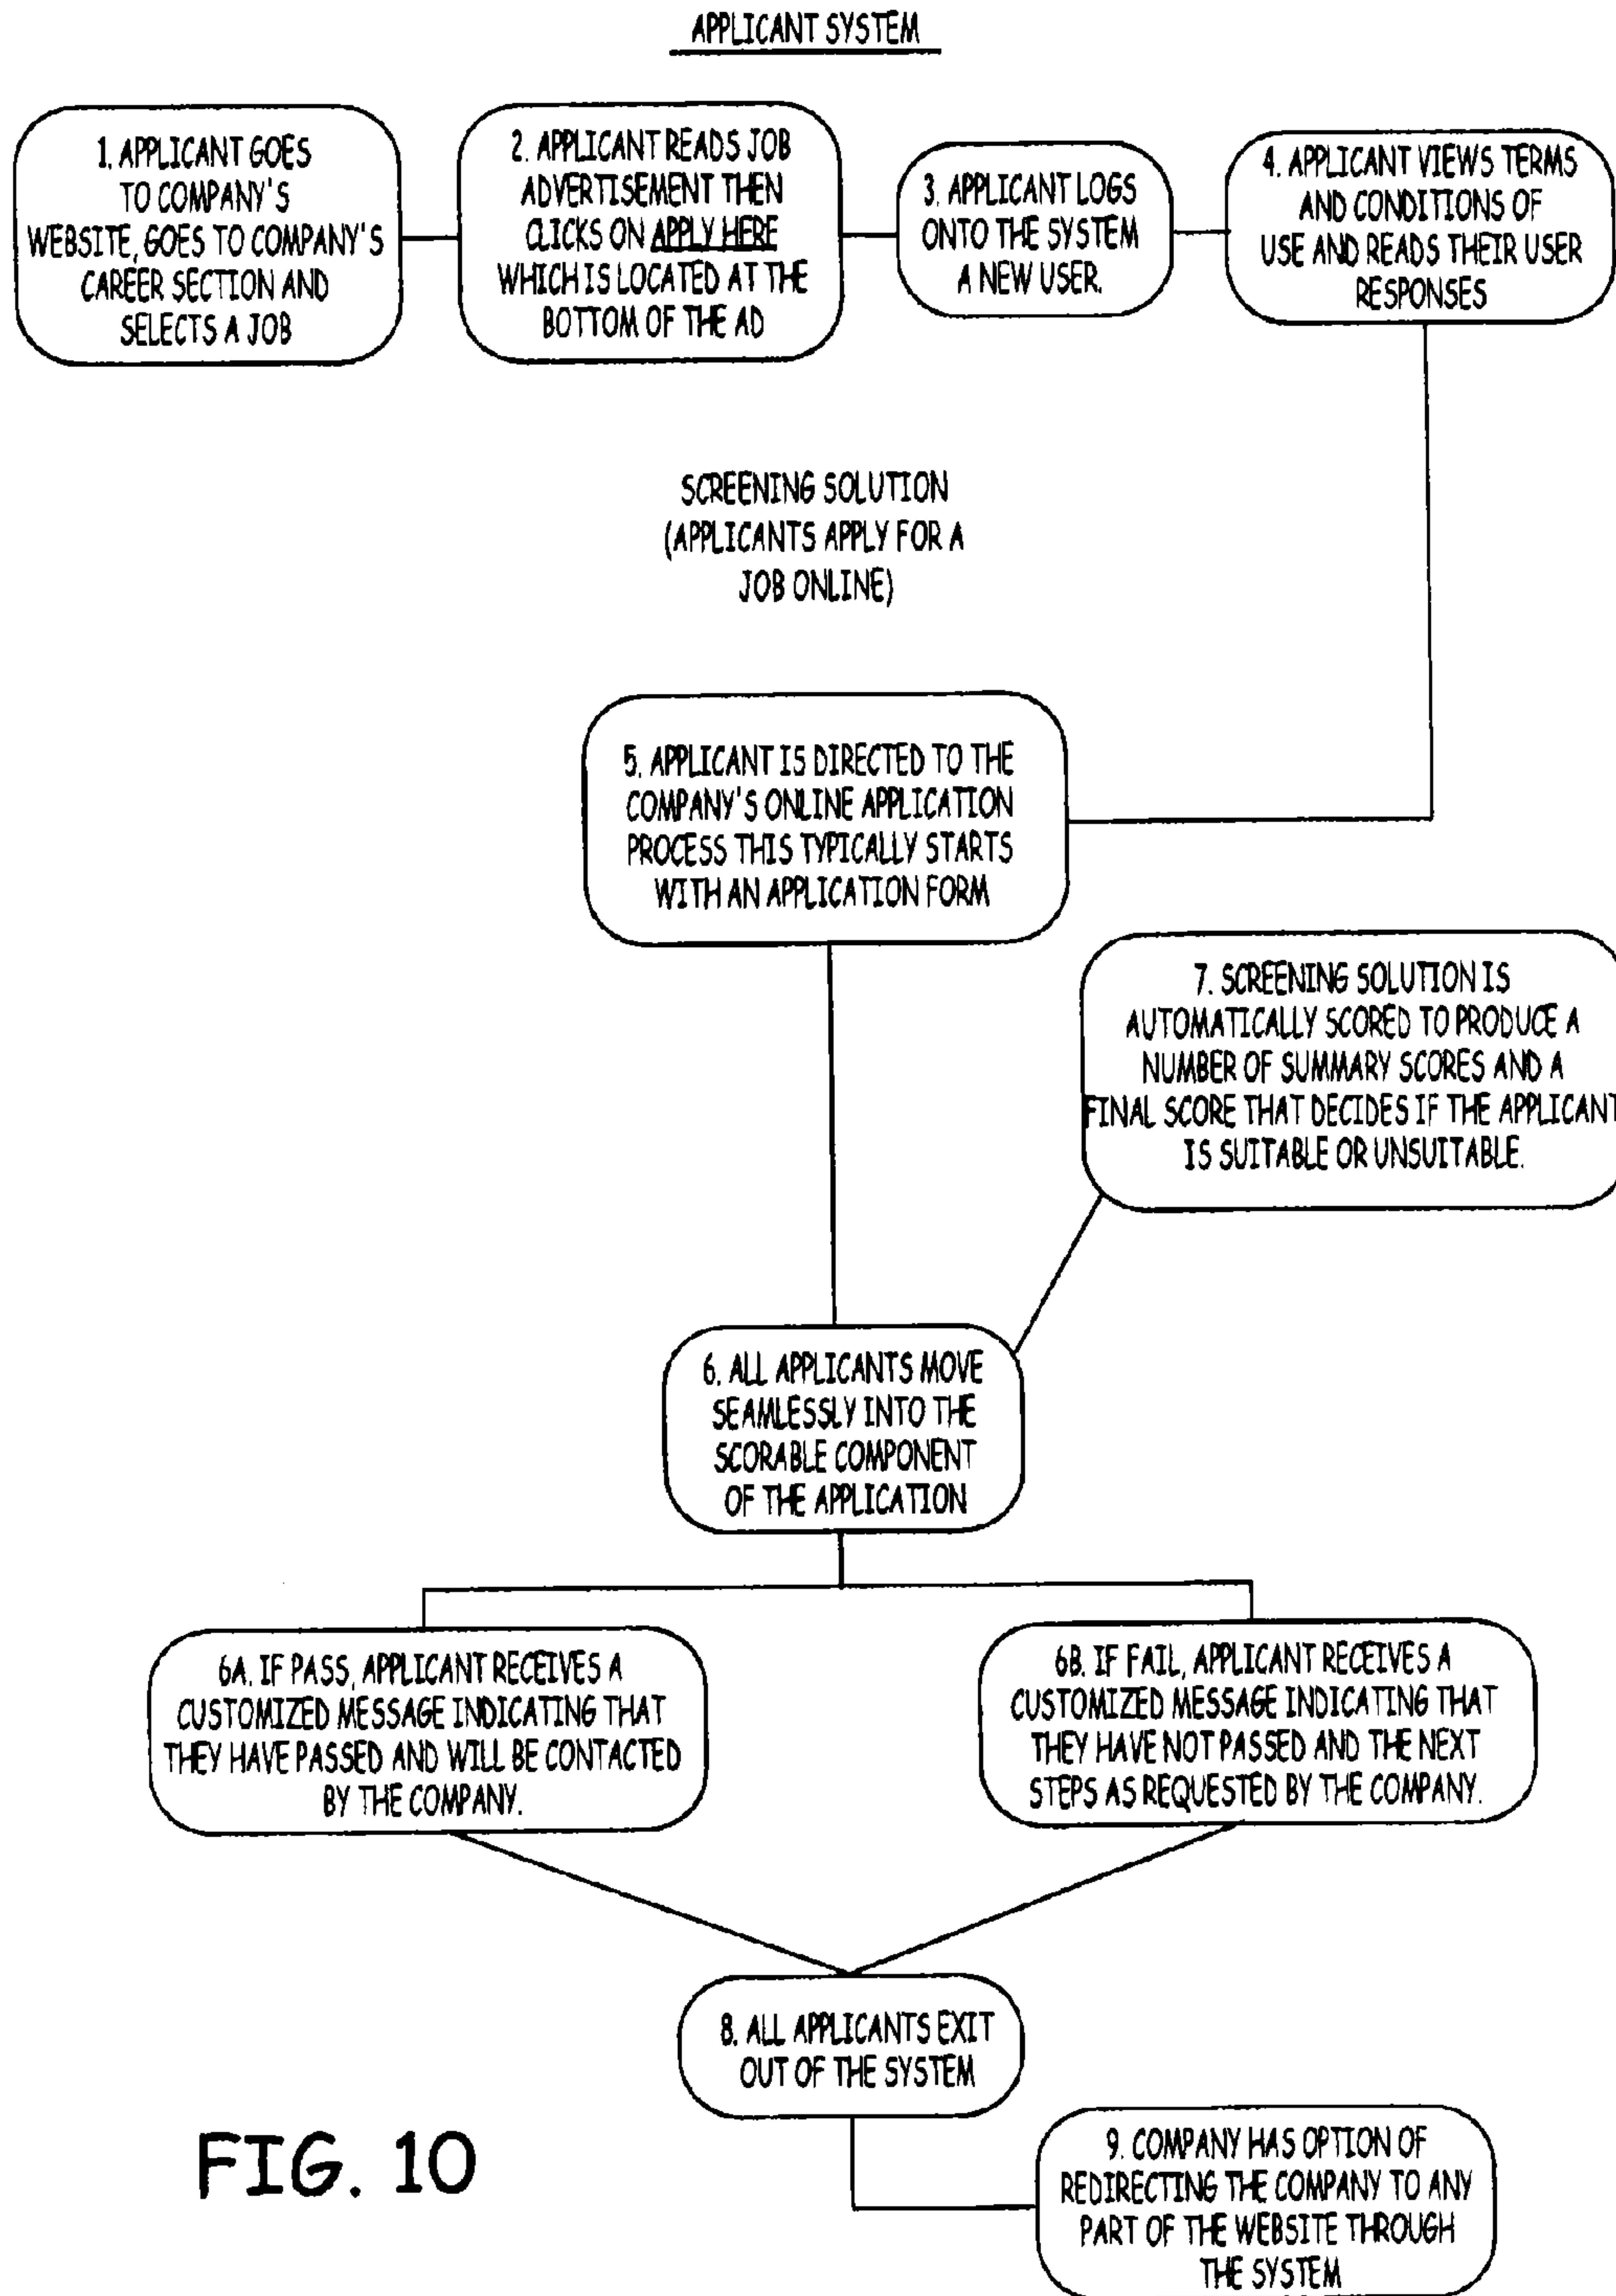 APPLICANT SYSTEM
1. APPLICANT GOES
TO COMPANY'S
WEBSITE, GOES TO COMPANY'S
CAREER SECTION AND
SELECTS A JOB
2. APPLICANT READS JOB
ADVERTISEMENT THEN
CLICKS ON APPLY HERE
WHICH IS LOCATED AT THE
BOTTOM OF THE AD
3. APPLICANT LOGS
ONTO THE SYSTEM
A NEW USER.
4. APPLICANT VIEWS TERMS
AND CONDITIONS OF
USE AND READS THEIR USER
RESPONSES
SCREENING SOLUTION
(APPLICANTS APPLY FOR A
JOB ONLINE)
5. APPLICANT IS DIRECTED TO THE
COMPANY'S ONLINE APPLICATION
PROCESS THIS TYPICALLY STARTS
WITH AN APPLICATION FORM
7. SCREENING SOLUTION IS
AUTOMATICALLY SCORED TO PRODUCE A
NUMBER OF SUMMARY SCORES AND A
FINAL SCORE THAT DECIDES IF THE APPLICANT
IS SUITABLE OR UNSUITABLE.
6. ALL APPLICANTS MOVE
SEAMLESSLY INTO THE
SCORABLE COMPONENT
OF THE APPLICATION
6A. IF PASS, APPLICANT RECEIVES A
CUSTOMIZED MESSAGE INDICATING THAT
THEY HAVE PASSED AND WILL BE CONTACTED
BY THE COMPANY.
6B. IF FAIL, APPLICANT RECEIVES A
CUSTOMIZED MESSAGE INDICATING THAT
THEY HAVE NOT PASSED AND THE NEXT
STEPS AS REQUESTED BY THE COMPANY.
8. ALL APPLICANTS EXIT
OUT OF THE SYSTEM
9. COMPANY HAS OPTION OF
REDIRECTING THE COMPANY TO ANY
PART OF THE WEBSITE THROUGH
THE SYSTEM
FIG. 10